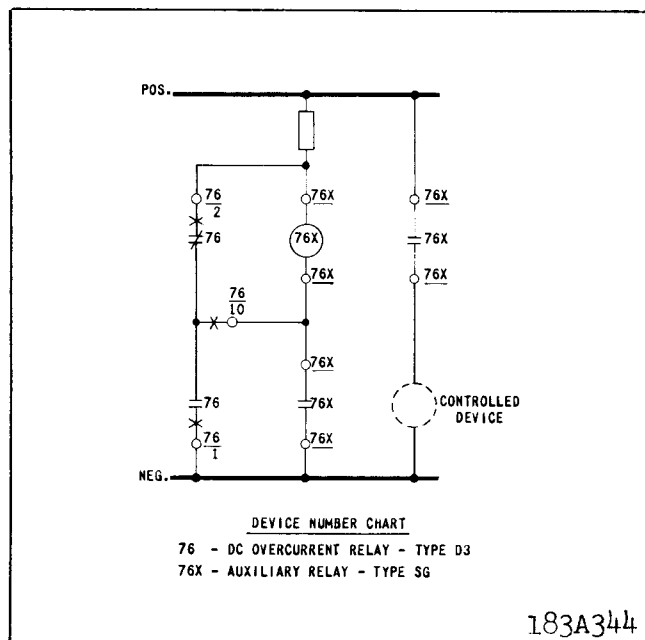 POS.
76
2
76X
76X
76
76X
76X
76X
76X
76
10
76X
76
76X
CONTROLLED
DEVICE
76
1
76X
NEG.
DEVICE NUMBER CHART
76 - DC OVERCURRENT RELAY - TYPE D3
76X - AUXILIARY RELAY - TYPE SG
183A344